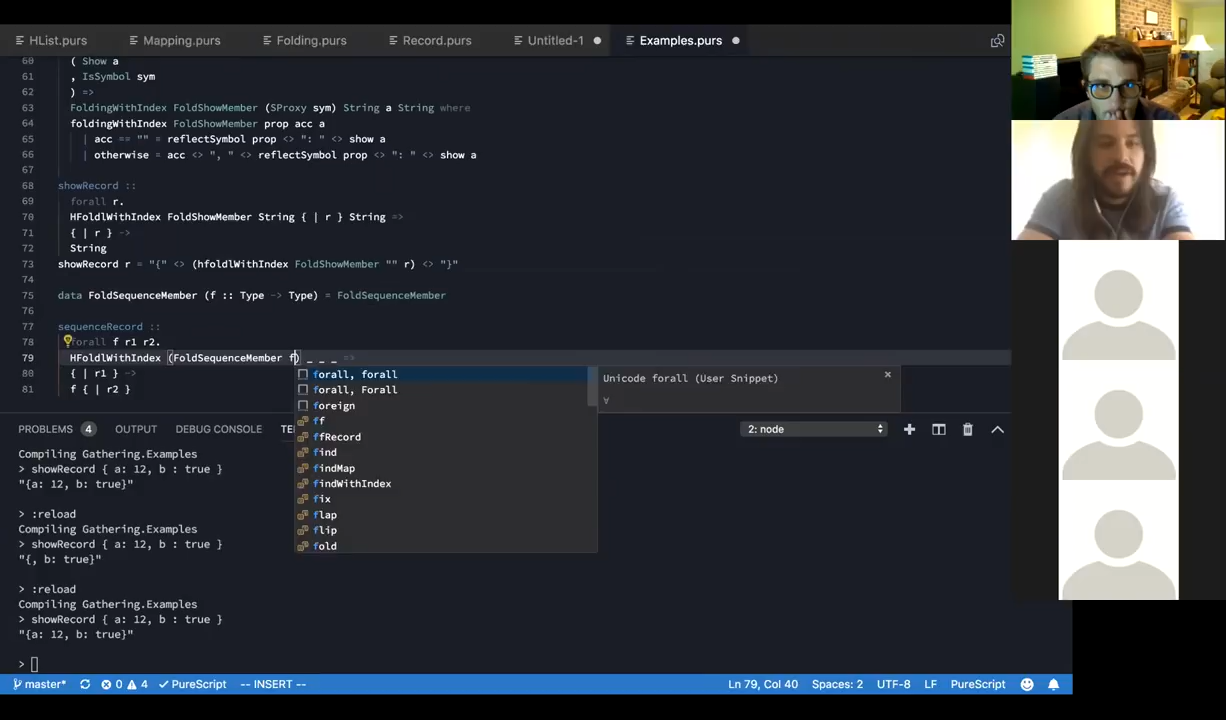 HList.purs Mapping.purs Folding.purs Record.purs Untitled-1 Examples.purs
60 ( Show a
61 , IsSymbol sym
62 ) =>
63 FoldingWithIndex FoldShowMember (SProxy sym) String a String where
64 foldingWithIndex FoldShowMember prop acc a
65 | acc == "" = reflectSymbol prop <> ": " <> show a
66 | otherwise = acc <> ", " <> reflectSymbol prop <> ": " <> show a
67
68 showRecord ::
69 forall r.
70 HFoldlWithIndex FoldShowMember String { | r } String =>
71 { | r } ->
72 String
73 showRecord r = "{" <> (hfoldlWithIndex FoldShowMember "" r) <> "}"
74
75 data FoldSequenceMember (f :: Type -> Type) = FoldSequenceMember
76
77 sequenceRecord ::
78 forall f r1 r2.
79 HFoldlWithIndex (FoldSequenceMember f) _ _ _ =>
80 { | r1 } ->
81 f { | r2 }
forall, forall
forall, Forall
foreign
ff
ffRecord
find
findMap
findWithIndex
fix
flap
flip
fold
Unicode forall (User Snippet)
∀
PROBLEMS 4 OUTPUT DEBUG CONSOLE TE 2: node
Compiling Gathering.Examples
> showRecord { a: 12, b : true }
"{a: 12, b: true}"
> :reload
Compiling Gathering.Examples
> showRecord { a: 12, b : true }
"{, b: true}"
> :reload
Compiling Gathering.Examples
> showRecord { a: 12, b : true }
"{a: 12, b: true}"
>
master* 0 4 PureScript -- INSERT -- Ln 79, Col 40 Spaces: 2 UTF-8 LF PureScript